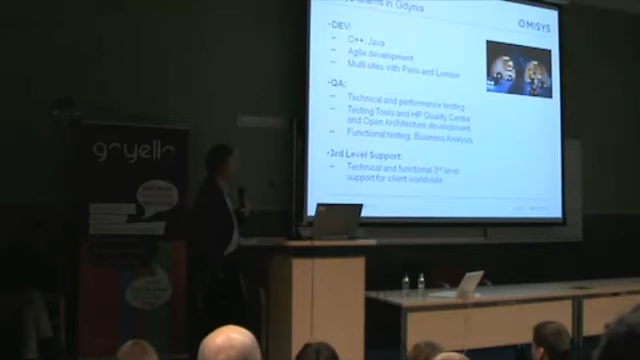 in Gdynia
MISYS
•DEV:
– C++, Java
– Agile development
– Multi sites with Paris and London
•QA:
– Technical and performance testing
– Testing Tools and HP Quality Centre
and Open Architecture development
– Functional testing, Business Analysis
•3rd Level Support:
– Technical and functional 3rd level
support for client worldwide.
goyello